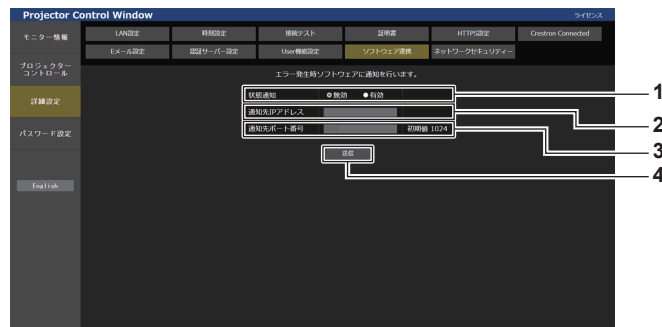 Projector Control Window
ライセンス
モニター情報
LAN設定
時刻設定
接続テスト
証明書
HTTPS設定
Crestron Connected
Eメール設定
認証サーバー設定
User機能設定
ソフトウェア連携
ネットワークセキュリティー
プロジェクター
コントロール
詳細設定
パスワード設定
English
エラー発生時ソフトウェアに通知を行います。
状態通知
無効
有効
1
通知先IPアドレス
2
通知先ポート番号
初期値 1024
3
送信
4